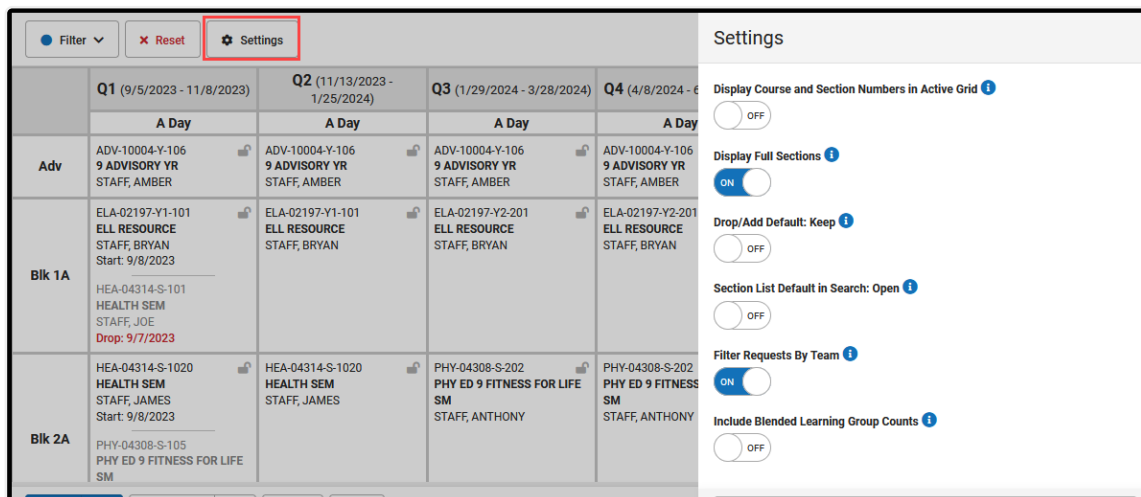 Filter
Reset
Settings
Q1 (9/5/2023 - 11/8/2023)
Q2 (11/13/2023 -
1/25/2024)
Q3 (1/29/2024 - 3/28/2024)
Q4 (4/8/2024 - 6
A Day
A Day
A Day
A Day
Adv
ADV-10004-Y-106
9 ADVISORY YR
STAFF, AMBER
ADV-10004-Y-106
9 ADVISORY YR
STAFF, AMBER
ADV-10004-Y-106
9 ADVISORY YR
STAFF, AMBER
ADV-10004-Y-106
9 ADVISORY YR
STAFF, AMBER
Blk 1A
ELA-02197-Y1-101
ELL RESOURCE
STAFF, BRYAN
Start: 9/8/2023
HEA-04314-S-101
HEALTH SEM
STAFF, JOE
Drop: 9/7/2023
ELA-02197-Y1-101
ELL RESOURCE
STAFF, BRYAN
ELA-02197-Y2-201
ELL RESOURCE
STAFF, BRYAN
ELA-02197-Y2-201
ELL RESOURCE
STAFF, BRYAN
Blk 2A
HEA-04314-S-1020
HEALTH SEM
STAFF, JAMES
Start: 9/8/2023
PHY-04308-S-105
PHY ED 9 FITNESS FOR LIFE
SM
HEA-04314-S-1020
HEALTH SEM
STAFF, JAMES
PHY-04308-S-202
PHY ED 9 FITNESS FOR LIFE
SM
STAFF, ANTHONY
PHY-04308-S-202
PHY ED 9 FITNESS
SM
STAFF, ANTHONY
Settings
Display Course and Section Numbers in Active Grid
OFF
Display Full Sections
ON
Drop/Add Default: Keep
OFF
Section List Default in Search: Open
OFF
Filter Requests By Team
ON
Include Blended Learning Group Counts
OFF